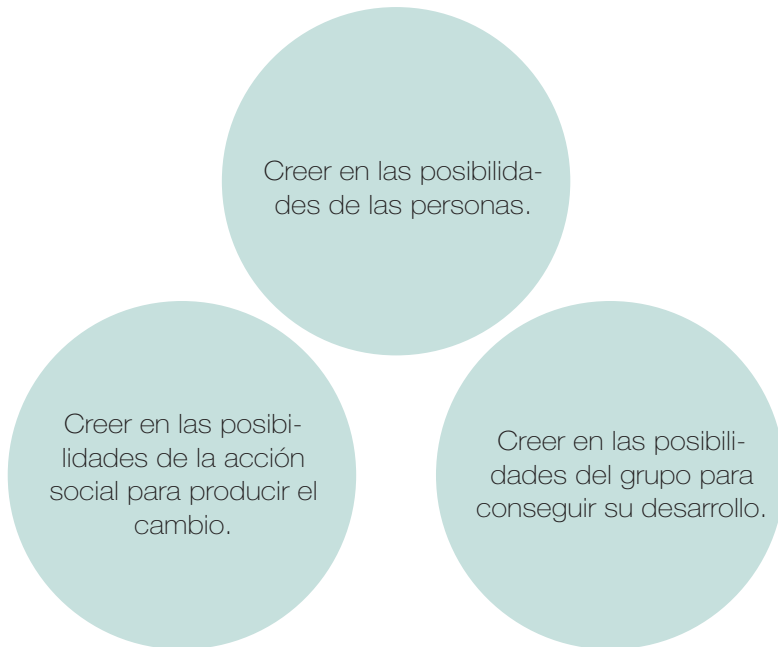 Creer en las posibilida-
des de las personas.
Creer en las posibi-
lidades de la acción
social para producir el
cambio.
Creer en las posibili-
dades del grupo para
conseguir su desarrollo.